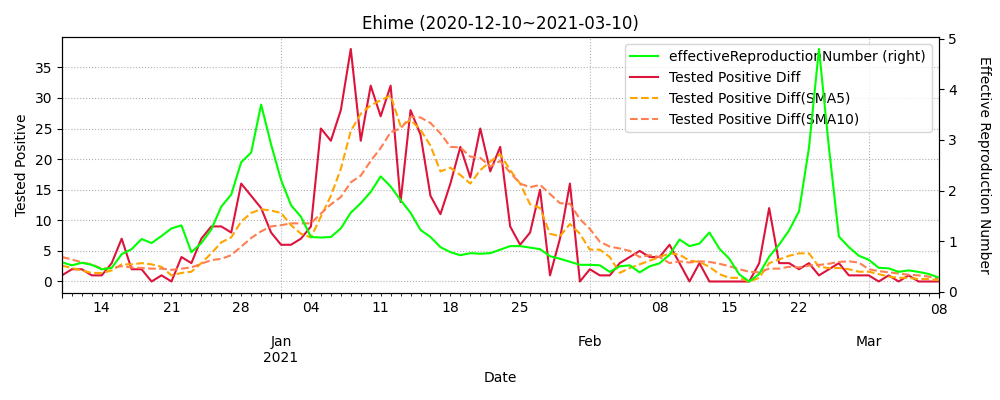 Ehime (2020-12-10~2021-03-10)
effectiveReproductionNumber (right)
Tested Positive Diff
Tested Positive Diff(SMA5)
Tested Positive Diff(SMA10)
Tested Positive
35
30
25
20
15
10
5
0
Effective Reproduction Number
5
4
3
2
1
0
14 21 28 04 11 18 25 08 15 22 08
Jan Feb Mar
2021
Date